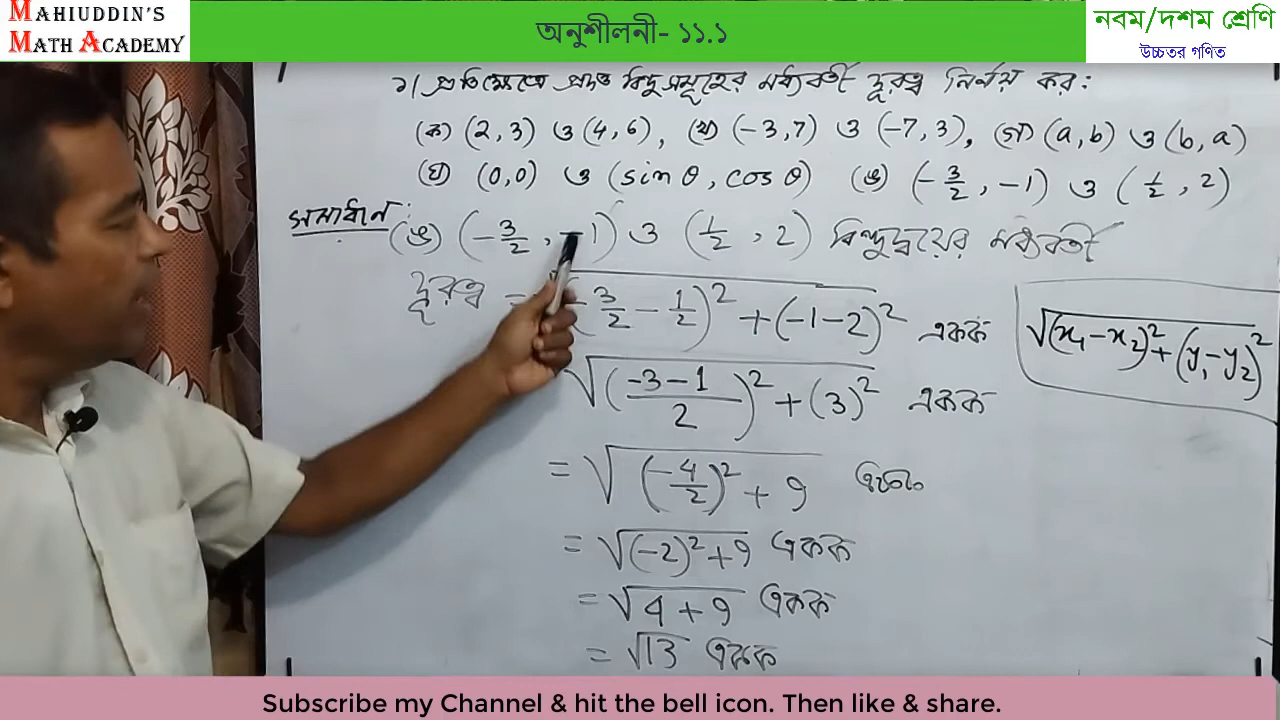 MAHIUDDIN'S
MATH ACADEMY
অনুশীলনী- ১১.১
নবম/দশম শ্রেণি
উচ্চতর গণিত
১/ প্রতিক্ষেত্রে প্রদত্ত বিন্দুসমূহের মধ্যবর্তী দূরত্ব নির্ণয় কর:
(ক) (2, 3) ও (4, 6), (খ) (-3, 7) ও (-7, 3), (গ) (a, b) ও (b, a)
(ঘ) (0, 0) ও (sin θ, cos θ) (ঙ) (-3/2, -1) ও (1/2, 2)
সমাধান:
(ঙ) (-3/2, -1) ও (1/2, 2) বিন্দুদ্বয়ের মধ্যবর্তী
দূরত্ব = 3/2 - 1/2)² + (-1-2)² একক
√(x₁-x₂)²+(y₁-y₂)²
√((-3-1)/2)² + (3)² একক
= √(-4/2)² + 9 একক
= √(-2)²+9 একক
= √4+9 একক
= √13 একক
Subscribe my Channel & hit the bell icon. Then like & share.